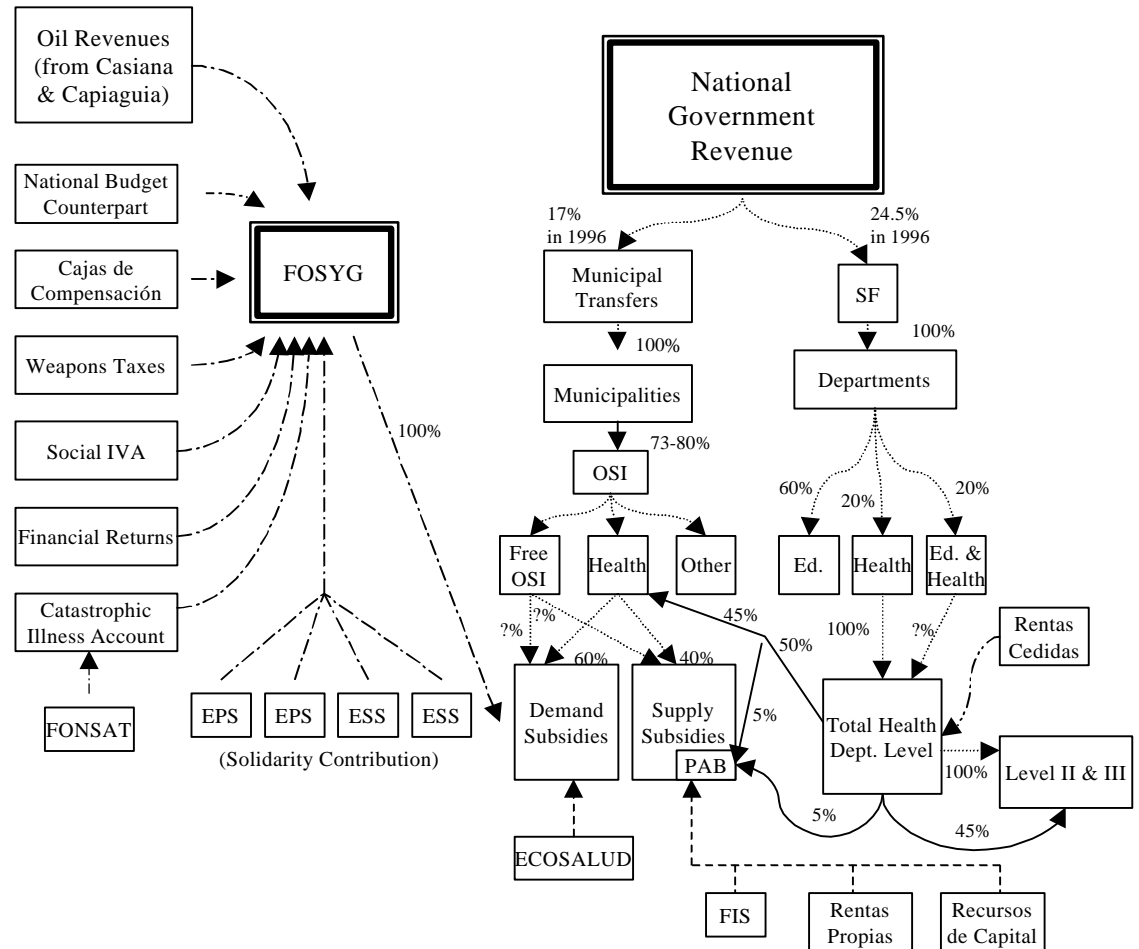 Oil Revenues
(from Casiana
& Capiaguia)
National
Government
Revenue
National Budget
Counterpart
17%
in 1996
24.5%
in 1996
Cajas de
Compensación
FOSYG
Municipal
Transfers
SF
100%
100%
Weapons Taxes
Municipalities
Departments
Social IVA
100%
73-80%
OSI
60%
20%
20%
Financial Returns
Free
OSI
Health
Other
Ed.
Health
Ed. &
Health
Catastrophic
Illness Account
?%
?%
45%
50%
100%
?%
Rentas
Cedidas
60%
40%
FONSAT
EPS
EPS
ESS
ESS
(Solidarity Contribution)
Demand
Subsidies
Supply
Subsidies
PAB
5%
Total Health
Dept. Level
100%
Level II & III
5%
45%
ECOSALUD
FIS
Rentas
Propias
Recursos
de Capital